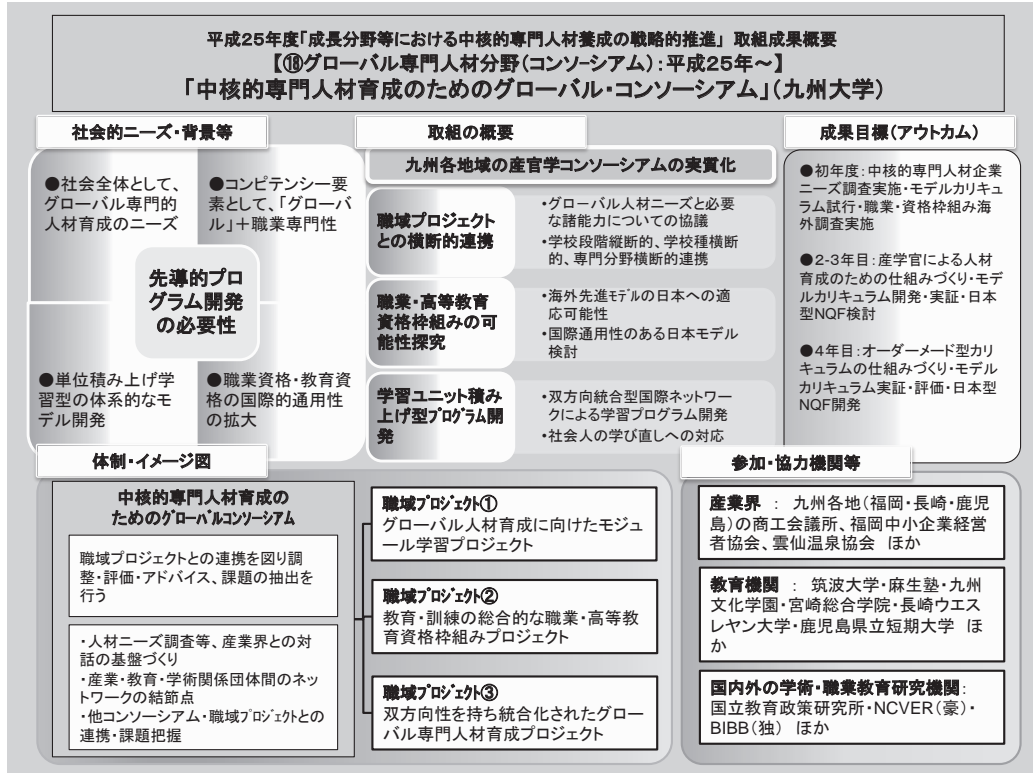 平成25年度「成長分野等における中核的専門人材養成の戦略的推進」 取組成果概要
【⑱グローバル専門人材分野(コンソーシアム):平成25年~】
「中核的専門人材育成のためのグローバル・コンソーシアム」(九州大学)
社会的ニーズ・背景等
●社会全体として、
グローバル専門的
人材育成のニーズ
●コンピテンシー要
素として、「グローバ
ル」+職業専門性
先導的プロ
グラム開発
の必要性
●単位積み上げ学
習型の体系的なモ
デル開発
●職業資格・教育資
格の国際的通用性
の拡大
取組の概要
九州各地域の産官学コンソーシアムの実質化
職域プロジェクト
との横断的連携
・グローバル人材ニーズと必要
な諸能力についての協議
・学校段階縦断的、学校種横断
的、専門分野横断的連携
職業・高等教育
資格枠組みの可
能性探究
・海外先進モデルの日本への適
応可能性
・国際通用性のある日本モデル
検討
学習ユニット積み
上げ型プログラム開
発
・双方向統合型国際ネットワー
クによる学習プログラム開発
・社会人の学び直しへの対応
成果目標(アウトカム)
●初年度:中核的専門人材企業
ニーズ調査実施・モデルカリキュ
ラム試行・職業・資格枠組み海
外調査実施
●2-3年目:産学官による人材
育成のための仕組みづくり・モ
デルカリキュラム開発・実証・日本
型NQF検討
●4年目:オーダーメード型カリ
キュラムの仕組みづくり・モデル
カリキュラム実証・評価・日本型
NQF開発
体制・イメージ図
中核的専門人材育成の
ためのグローバルコンソーシアム
職域プロジェクトとの連携を図り調
整・評価・アドバイス、課題の抽出を
行う
・人材ニーズ調査等、産業界との対
話の基盤づくり
・産業・教育・学術関係団体間のネッ
トワークの結節点
・他コンソーシアム・職域プロジェクトとの
連携・課題把握
職域プロジェクト①
グローバル人材育成に向けたモジュ
ール学習プロジェクト
職域プロジェクト②
教育・訓練の総合的な職業・高等教
育資格枠組みプロジェクト
職域プロジェクト③
双方向性を持ち統合化されたグロー
バル専門人材育成プロジェクト
参加・協力機関等
産業界 : 九州各地(福岡・長崎・鹿児
島)の商工会議所、福岡中小企業経営
者協会、雲仙温泉協会 ほか
教育機関 : 筑波大学・麻生塾・九州
文化学園・宮崎総合学院・長崎ウエス
レヤン大学・鹿児島県立短期大学 ほ
か
国内外の学術・職業教育研究機関:
国立教育政策研究所・NCVER(豪)・
BIBB(独) ほか